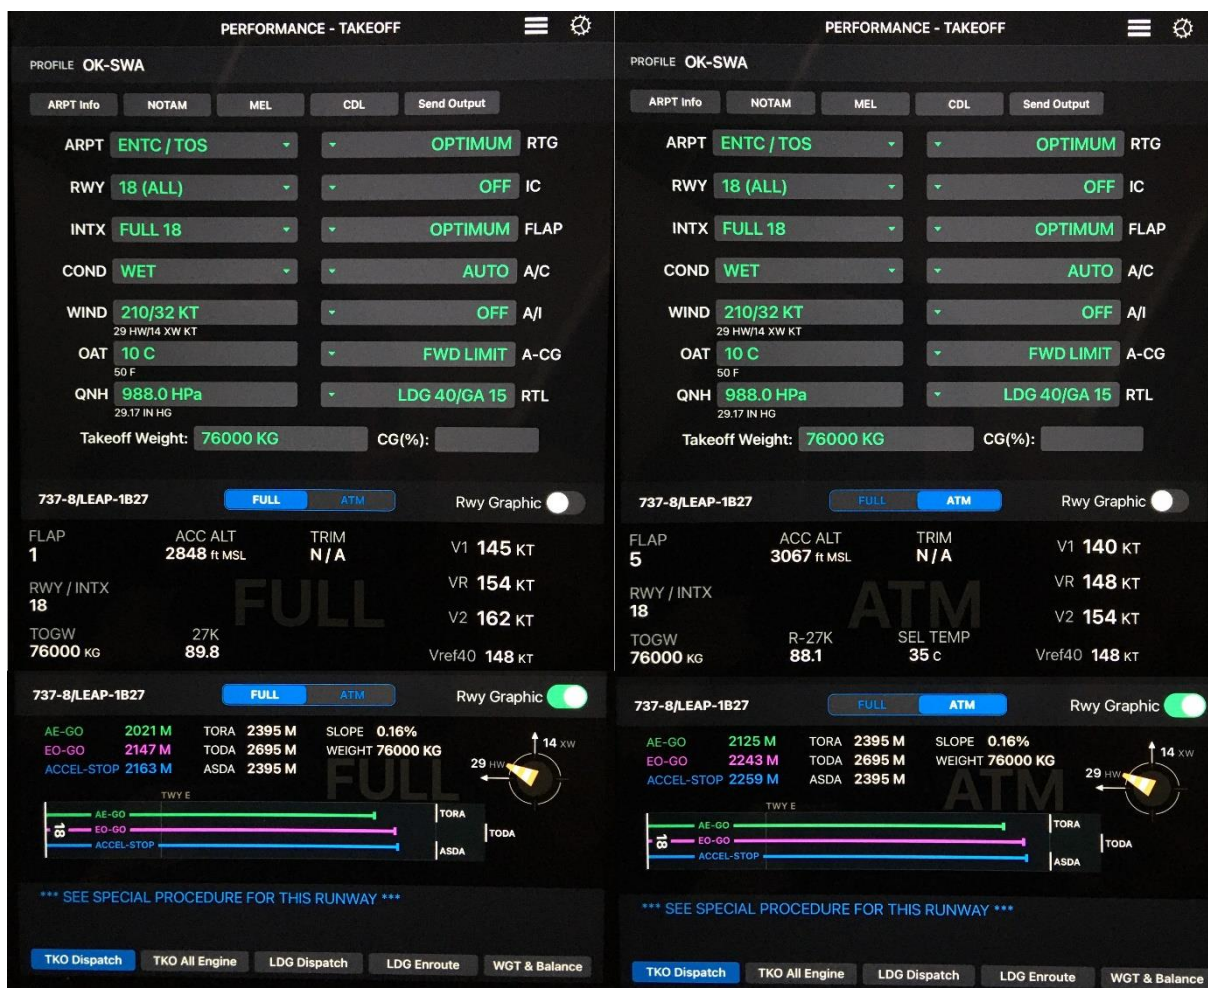 PERFORMANCE - TAKEOFF
PROFILE OK-SWA
ARPT Info NOTAM MEL CDL Send Output
ARPT ENTC / TOS OPTIMUM RTG
RWY 18 (ALL) OFF IC
INTX FULL 18 OPTIMUM FLAP
COND WET AUTO A/C
WIND 210/32 KT OFF A/I
29 HW/14 XW KT
OAT 10 C FWD LIMIT A-CG
50 F
QNH 988.0 HPa LDG 40/GA 15 RTL
29.17 IN HG
Takeoff Weight: 76000 KG CG(%):
737-8/LEAP-1B27 FULL ATM Rwy Graphic
FLAP ACC ALT TRIM
1 2848 ft MSL N/A
V1 145 KT
RWY / INTX
18
FULL
VR 154 KT
V2 162 KT
TOGW 27K
76000 KG 89.8
Vref40 148 KT
737-8/LEAP-1B27 FULL ATM Rwy Graphic
AE-GO 2021 M TORA 2395 M SLOPE 0.16%
EO-GO 2147 M TODA 2695 M WEIGHT 76000 KG
ACCEL-STOP 2163 M ASDA 2395 M
FULL
14 XW
29 HW
TWY E
AE-GO TORA
18 EO-GO TODA
ACCEL-STOP ASDA
*** SEE SPECIAL PROCEDURE FOR THIS RUNWAY ***
TKO Dispatch TKO All Engine LDG Dispatch LDG Enroute WGT & Balance
PERFORMANCE - TAKEOFF
PROFILE OK-SWA
ARPT Info NOTAM MEL CDL Send Output
ARPT ENTC / TOS OPTIMUM RTG
RWY 18 (ALL) OFF IC
INTX FULL 18 OPTIMUM FLAP
COND WET AUTO A/C
WIND 210/32 KT OFF A/I
29 HW/14 XW KT
OAT 10 C FWD LIMIT A-CG
50 F
QNH 988.0 HPa LDG 40/GA 15 RTL
29.17 IN HG
Takeoff Weight: 76000 KG CG(%):
737-8/LEAP-1B27 FULL ATM Rwy Graphic
FLAP ACC ALT TRIM
5 3067 ft MSL N/A
V1 140 KT
RWY / INTX
18
ATM
VR 148 KT
V2 154 KT
TOGW R-27K SEL TEMP
76000 KG 88.1 35 C
Vref40 148 KT
737-8/LEAP-1B27 FULL ATM Rwy Graphic
AE-GO 2125 M TORA 2395 M SLOPE 0.16%
EO-GO 2243 M TODA 2695 M WEIGHT 76000 KG
ACCEL-STOP 2259 M ASDA 2395 M
ATM
14 XW
29 HW
TWY E
AE-GO TORA
18 EO-GO TODA
ACCEL-STOP ASDA
*** SEE SPECIAL PROCEDURE FOR THIS RUNWAY ***
TKO Dispatch TKO All Engine LDG Dispatch LDG Enroute WGT & Balance